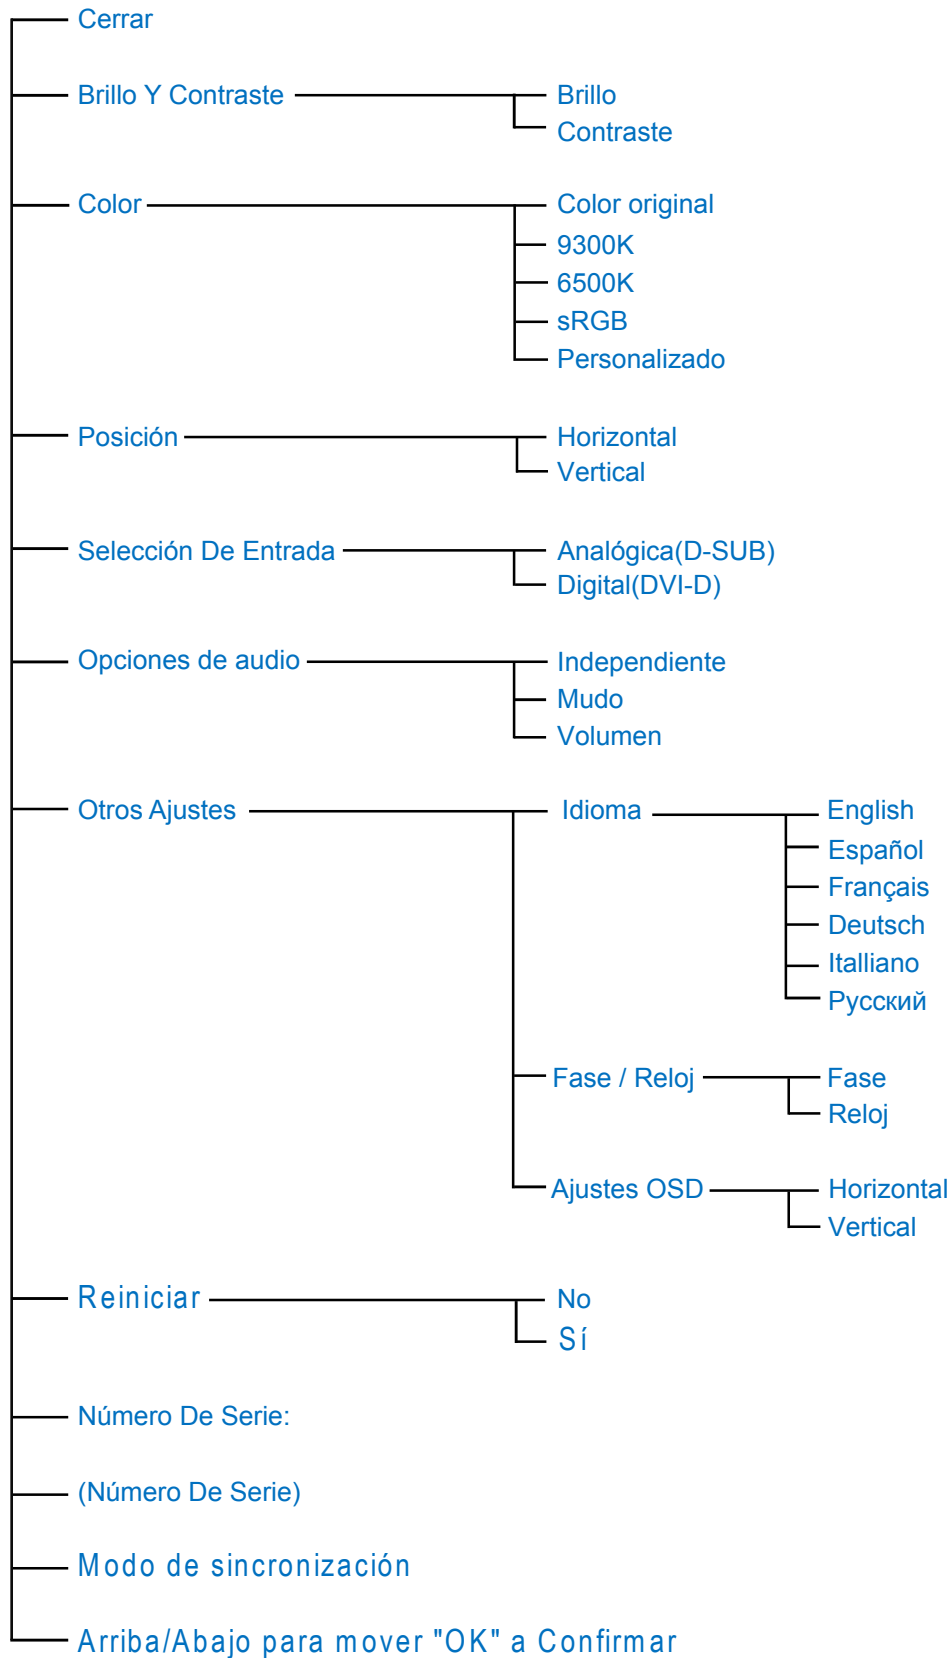 Cerrar
Brillo Y Contraste
Brillo
Contraste
Color
Color original
9300K
6500K
sRGB
Personalizado
Posición
Horizontal
Vertical
Selección De Entrada
Analógica(D-SUB)
Digital(DVI-D)
Opciones de audio
Independiente
Mudo
Volumen
Otros Ajustes
Idioma
English
Español
Français
Deutsch
Italliano
Русский
Fase / Reloj
Fase
Reloj
Ajustes OSD
Horizontal
Vertical
Reiniciar
No
Sí
Número De Serie:
(Número De Serie)
Modo de sincronización
Arriba/Abajo para mover "OK" a Confirmar